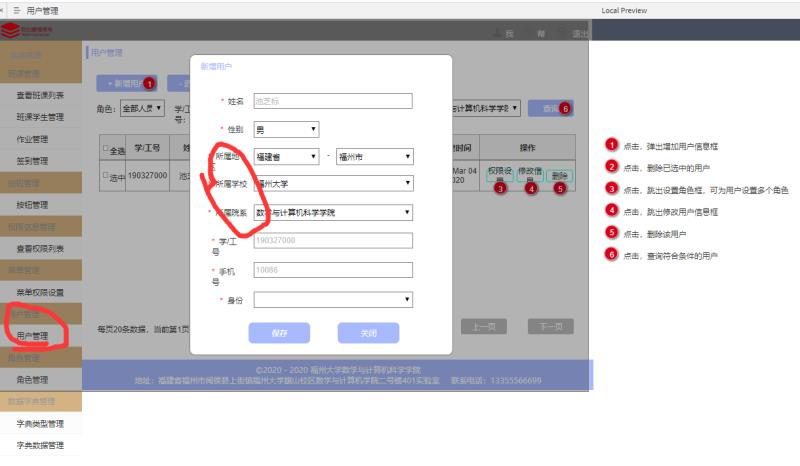 用户管理
Local Preview
我
帮
退出
用户管理
班课管理
查看班课列表
班课学生管理
作业管理
签到管理
按钮管理
按钮管理
权限信息管理
查看权限列表
菜单管理
菜单权限设置
用户管理
用户管理
角色管理
角色管理
数据字典管理
字典类型管理
字典数据管理
+ 新增用户 1
角色: 全部人员
学/工号:
与计算机科学学院
查询 6
全选 学/工号 操作
选中 190327000 池芝标 Mar 04 2020 权限设置 修改信息 删除
3 4 5
每页20条数据，当前第1页
上一页 下一页
新增用户
* 姓名 池芝标
* 性别 男
* 所属地区 福建省 - 福州市
* 所属学校 福州大学
* 所属院系 数学与计算机科学学院
* 学/工号 190327000
* 手机号 10086
* 身份
保存 关闭
©2020 - 2020 福州大学数学与计算机科学学院
地址：福建省福州市闽侯县上街镇福州大学旗山校区数学与计算机学院二号楼401实验室 联系电话：13355566699
1 点击，弹出增加用户信息框
2 点击，删除已选中的用户
3 点击，跳出设置角色框，可为用户设置多个角色
4 点击，跳出修改用户信息框
5 点击，删除该用户
6 点击，查询符合条件的用户